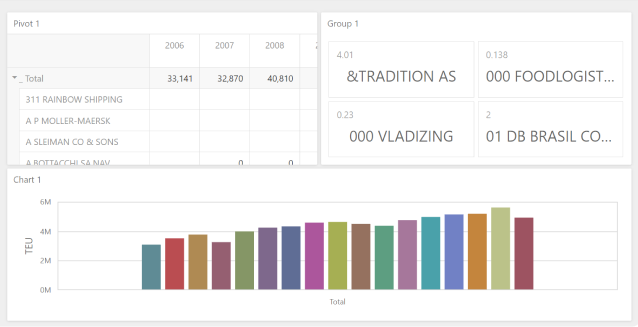 Pivot 1
2006 2007 2008
_ Total 33,141 32,870 40,810
311 RAINBOW SHIPPING
A P MOLLER-MAERSK
A SLEIMAN CO & SONS
A BOTTACCHI SA NAV 0 0
Group 1
4.01
&TRADITION AS
0.138
000 FOODLOGIST...
0.23
000 VLADIZING
2
01 DB BRASIL CO...
Chart 1
6M
4M
2M
0M
TEU
Total